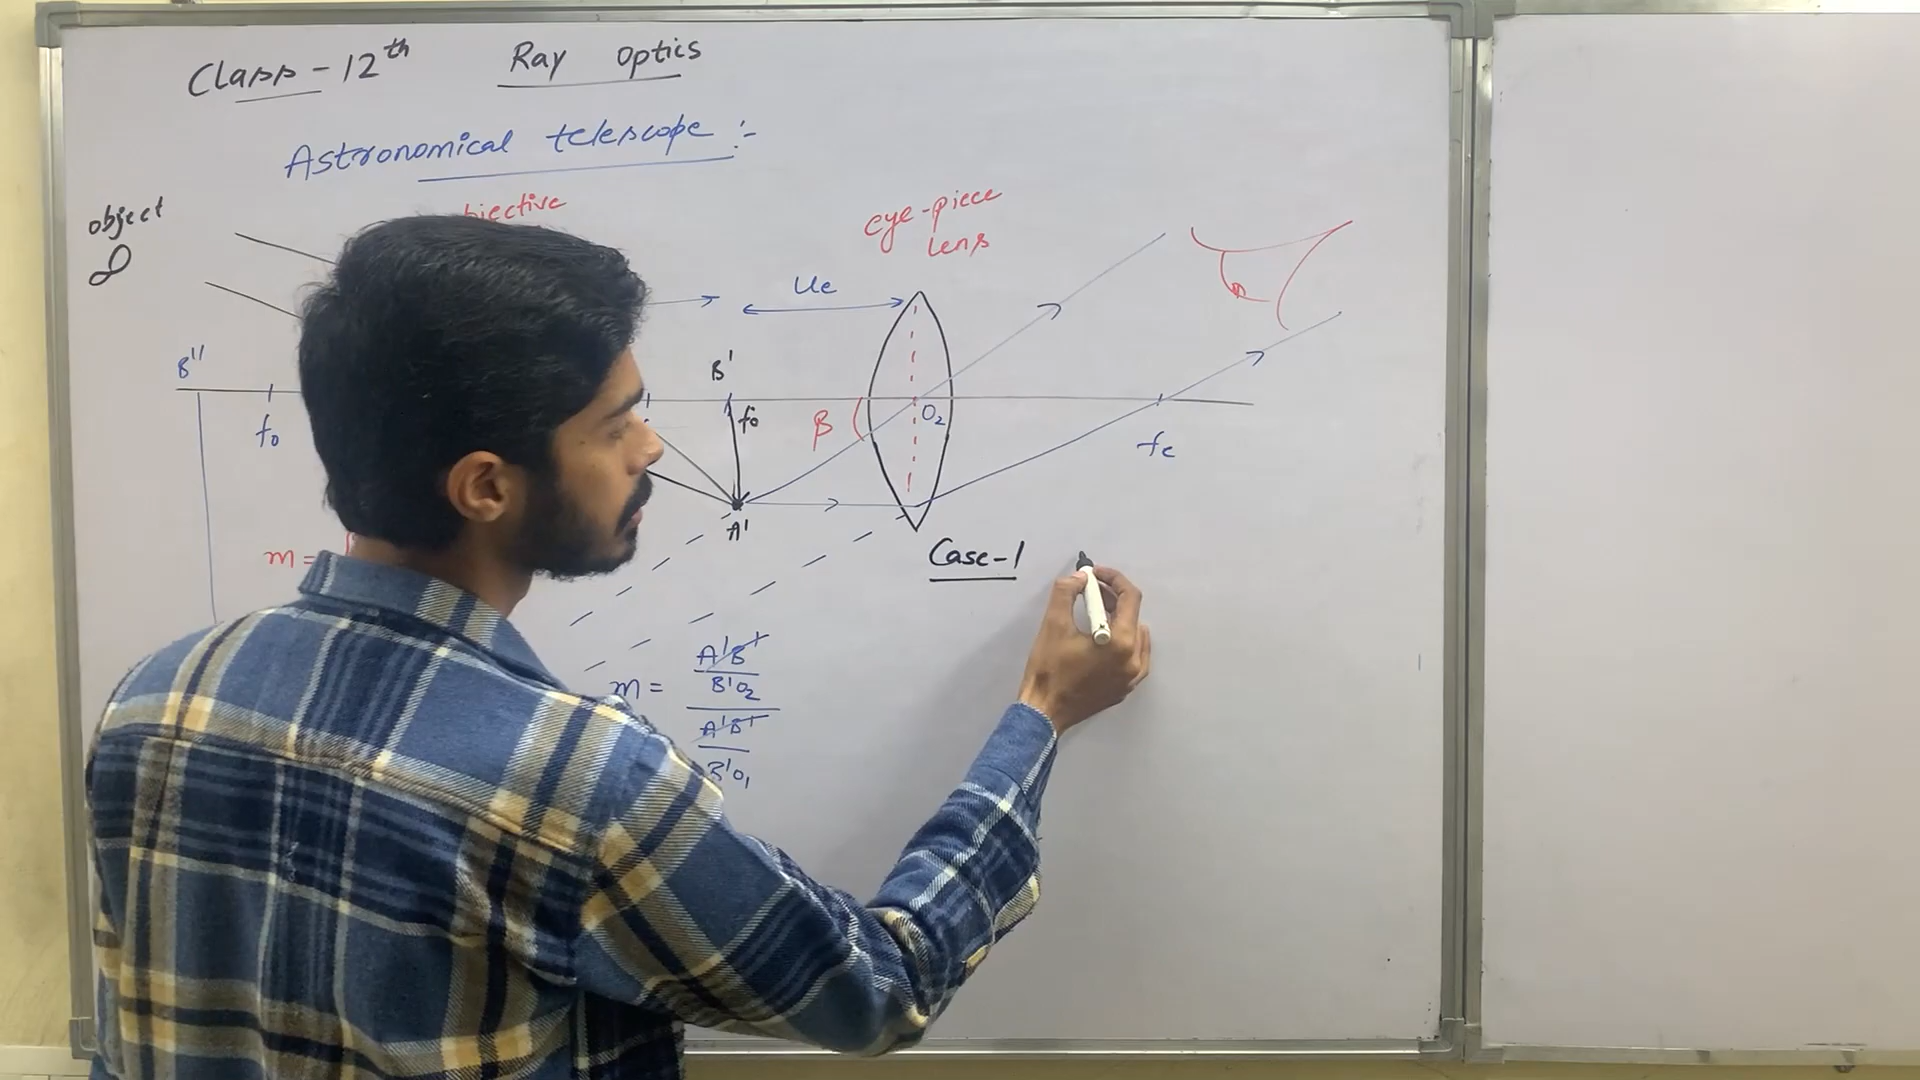 Class-12th Ray Optics
Astronomical telescope :-
object
∞
eye-piece
lens
ue
B''
B'
fo
fo
β
O2
fe
A'
m =
Case-1
m = A'B'
B'O2
A'B'
B'O1